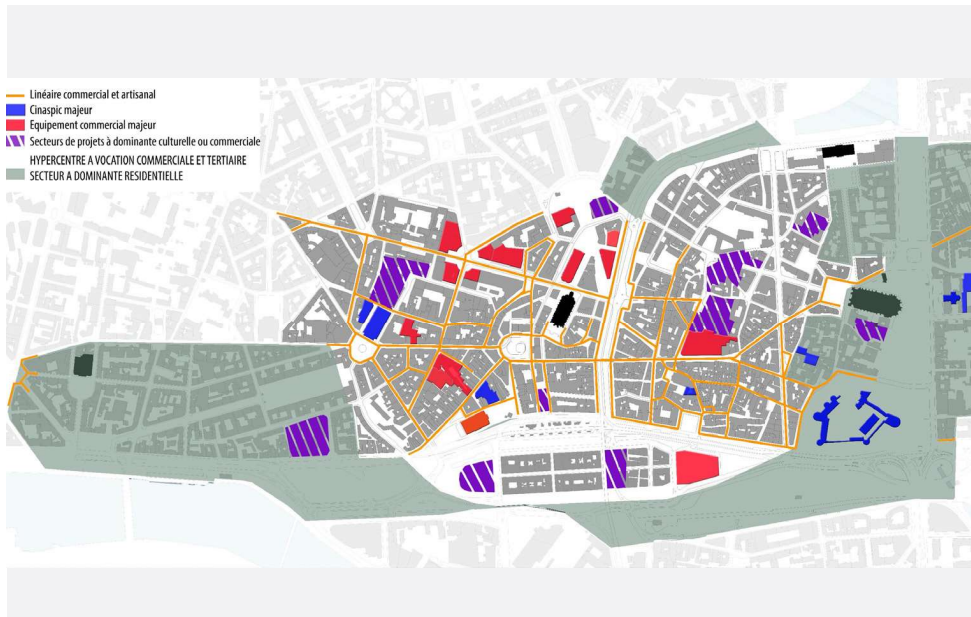 Linéaire commercial et artisanal
Cinaspic majeur
Equipement commercial majeur
Secteurs de projets à dominante culturelle ou commerciale
HYPERCENTRE A VOCATION COMMERCIALE ET TERTIAIRE
SECTEUR A DOMINANTE RESIDENTIELLE